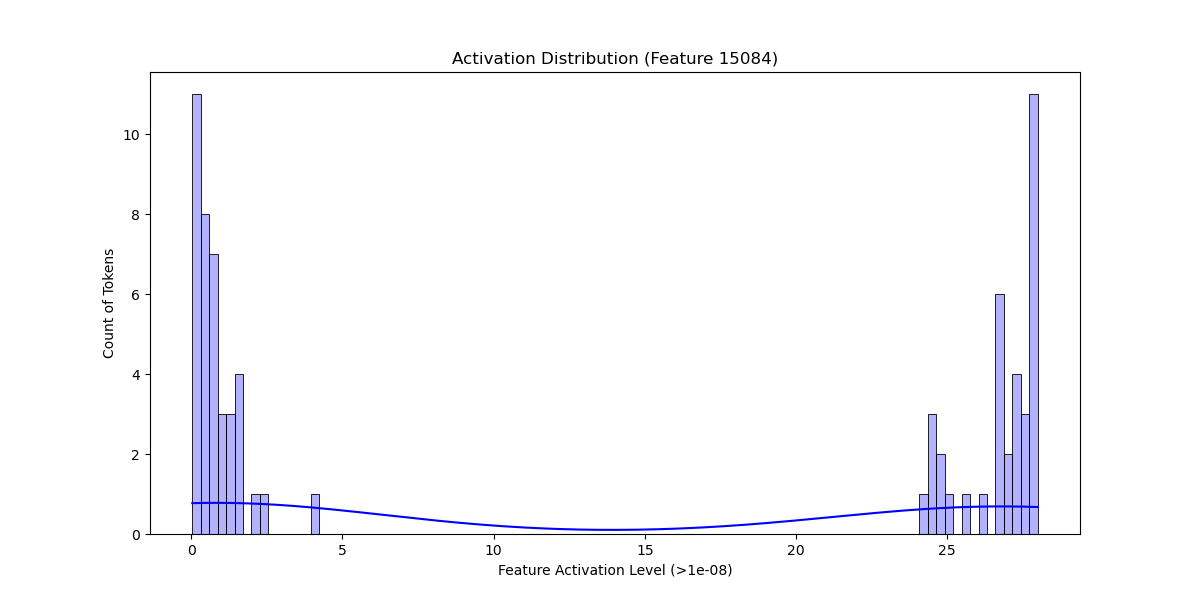 Activation Distribution (Feature 15084)
Count of Tokens
10
8
6
4
2
0
0 5 10 15 20 25
Feature Activation Level (>1e-08)